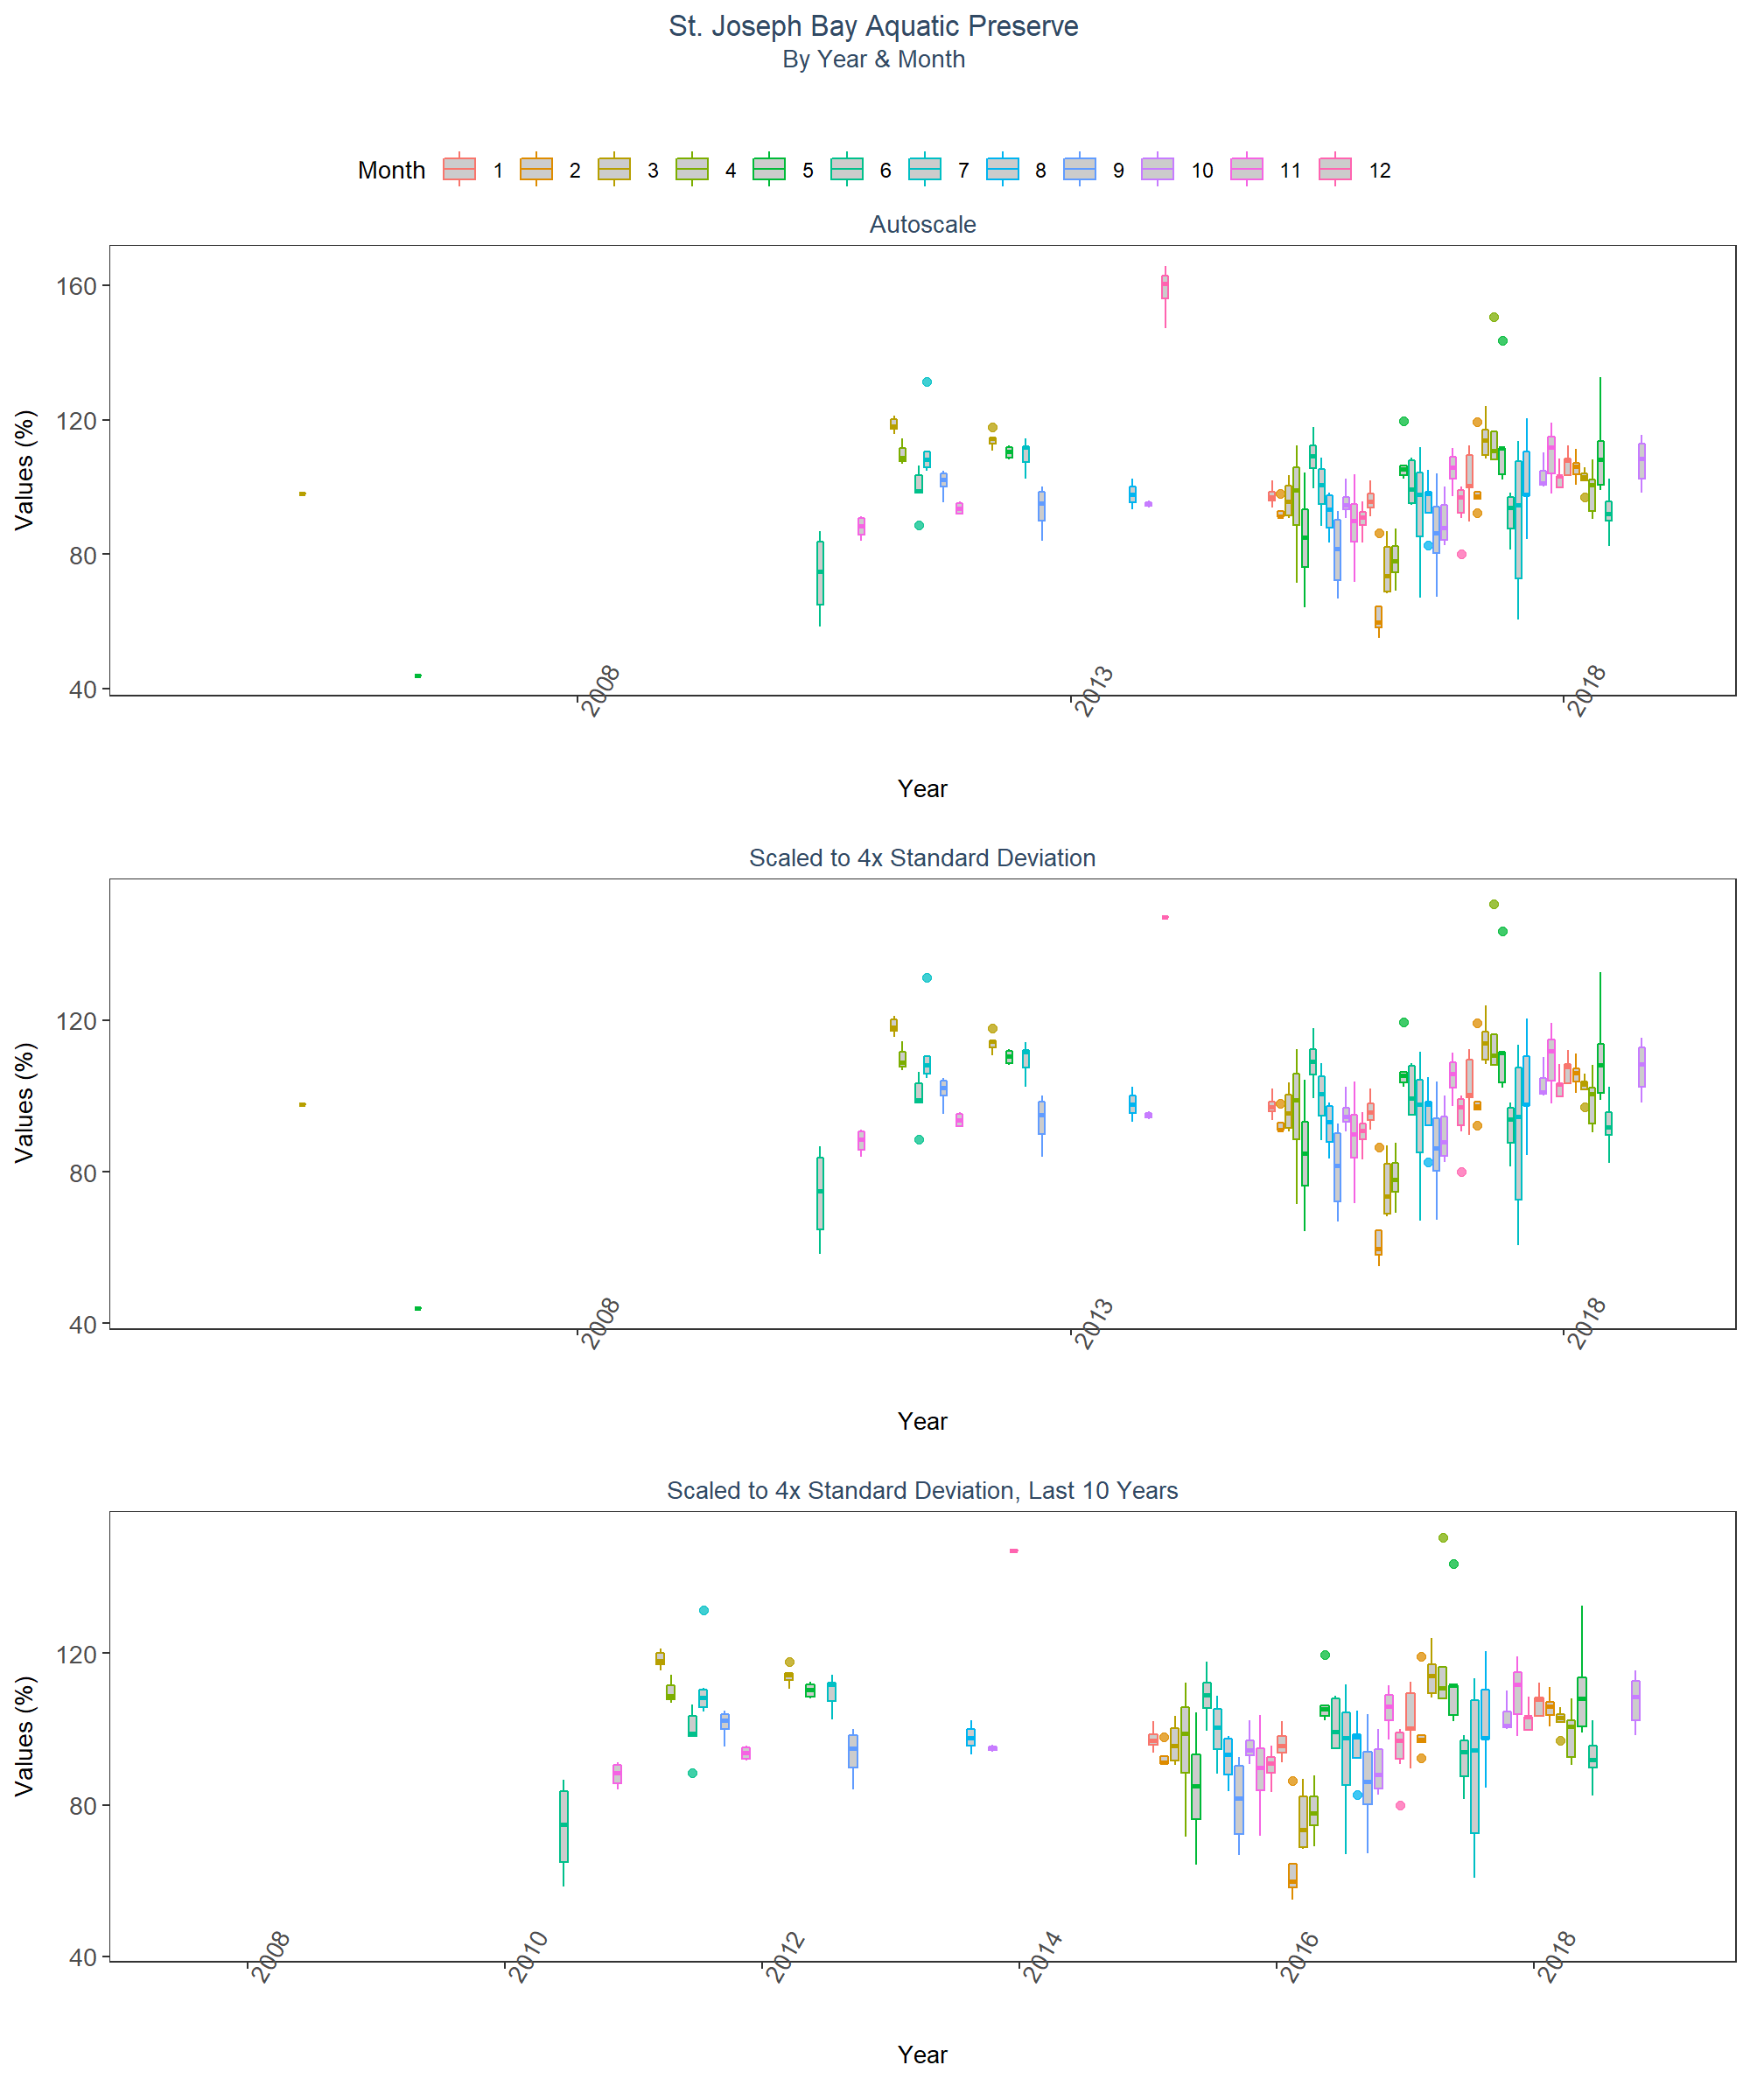 St. Joseph Bay Aquatic Preserve
By Year & Month
Month 1 2 3 4 5 6 7 8 9 10 11 12
Autoscale
Values (%)
160
120
80
40
2008 2013 2018
Year
Scaled to 4x Standard Deviation
Values (%)
120
80
40
2008 2013 2018
Year
Scaled to 4x Standard Deviation, Last 10 Years
Values (%)
120
80
40
2008 2010 2012 2014 2016 2018
Year